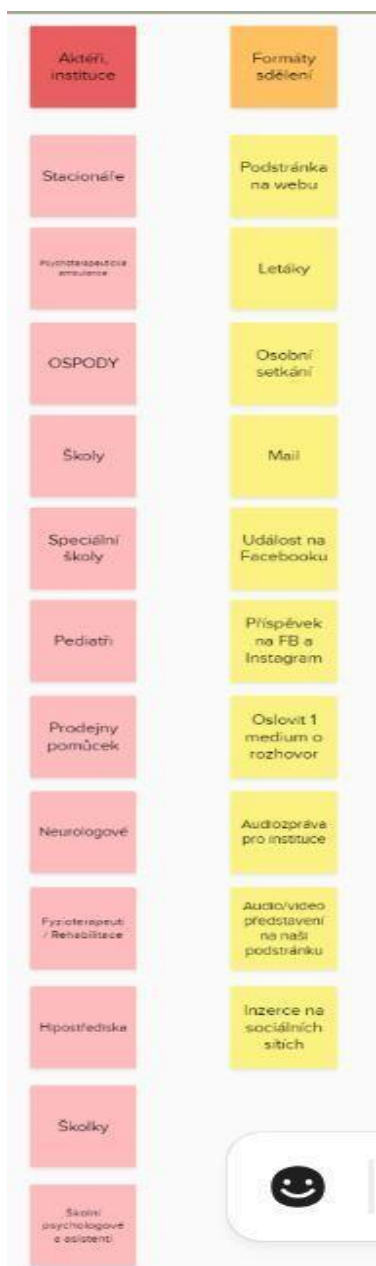 Aktéři,
instituce
Stacionáře
Psychoterapeutické
ambulance
OSPODY
Školy
Speciální
školy
Pediatři
Prodejny
pomůcek
Neurologové
Fyzioterapeuti
/ Rehabilitace
Hipostřediska
Školky
Školní
psychologové
a asistenti
Formáty
sdělení
Podstránka
na webu
Letáky
Osobní
setkání
Mail
Událost na
Facebooku
Příspěvek
na FB a
Instagram
Oslovit 1
medium o
rozhovor
Audiozpráva
pro instituce
Audio/video
představení
na naši
podstránku
Inzerce na
sociálních
sítích